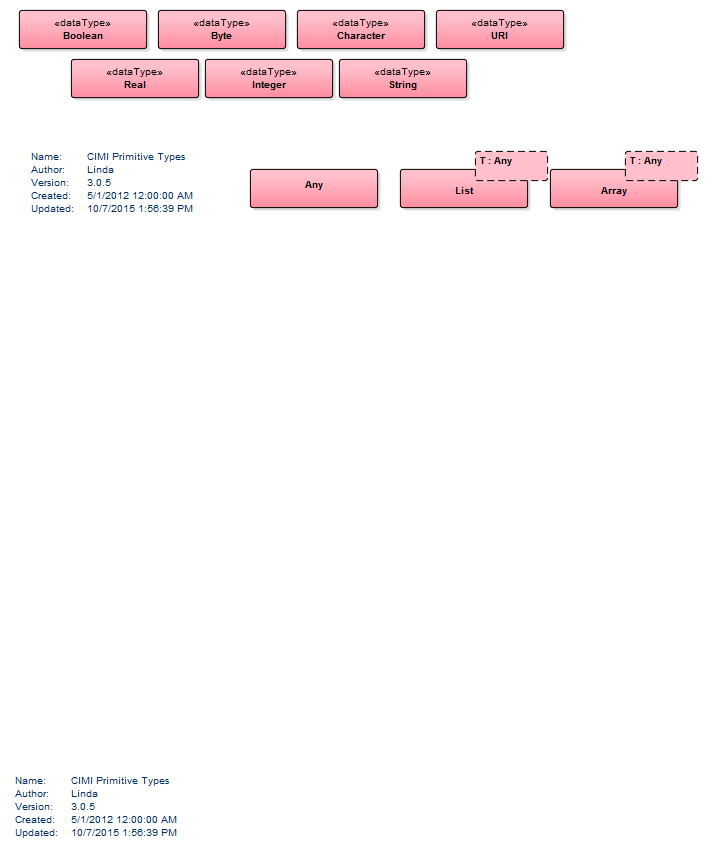 «dataType»
Boolean
«dataType»
Byte
«dataType»
Character
«dataType»
URI
«dataType»
Real
«dataType»
Integer
«dataType»
String
Name: CIMI Primitive Types
Author: Linda
Version: 3.0.5
Created: 5/1/2012 12:00:00 AM
Updated: 10/7/2015 1:56:39 PM
Any
T : Any
List
T : Any
Array
Name: CIMI Primitive Types
Author: Linda
Version: 3.0.5
Created: 5/1/2012 12:00:00 AM
Updated: 10/7/2015 1:56:39 PM